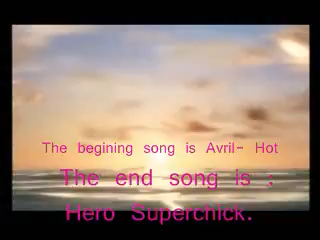 The begining song is Avril- Hot
The end song is :
Hero Superchick.